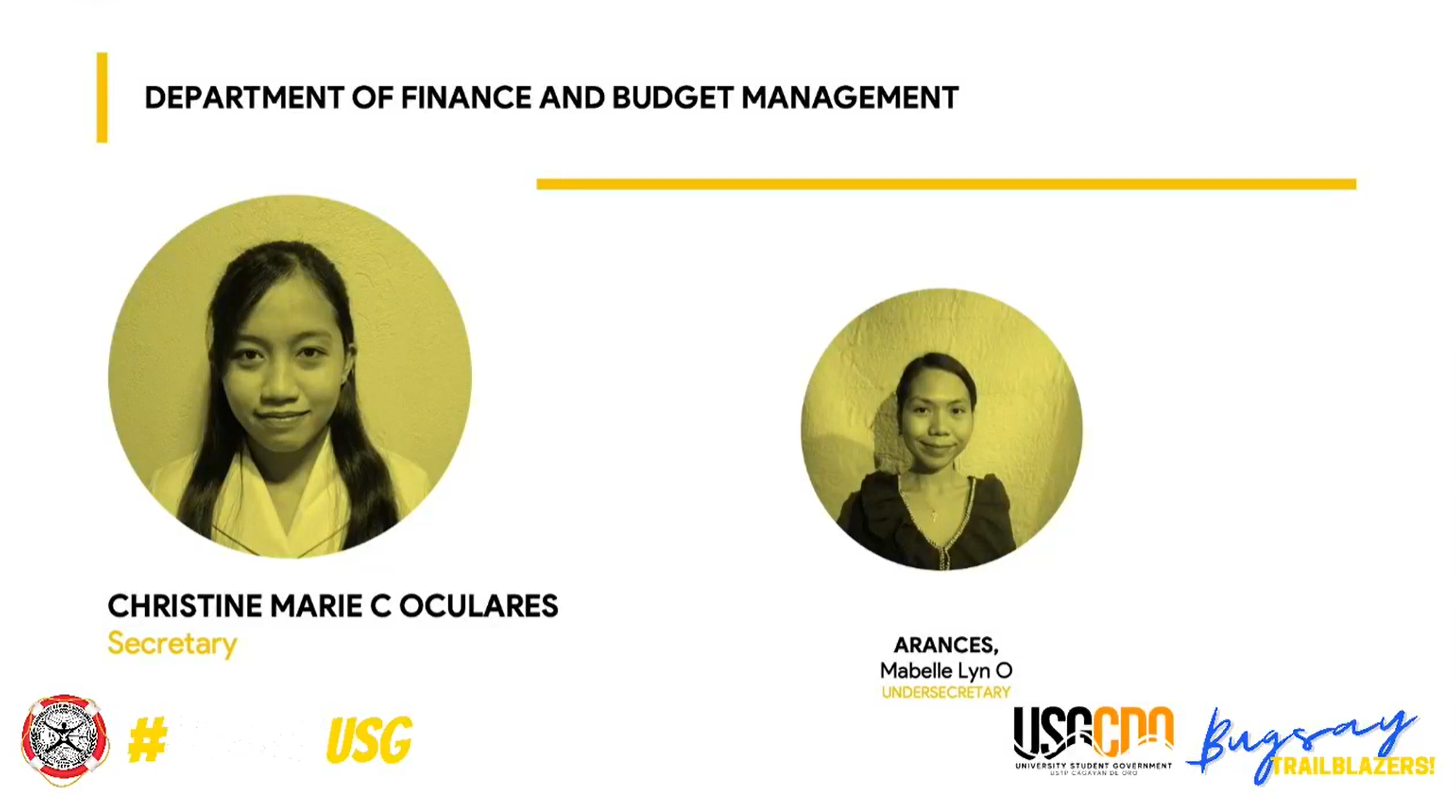 DEPARTMENT OF FINANCE AND BUDGET MANAGEMENT
CHRISTINE MARIE C OCULARES
Secretary
ARANCES,
Mabelle Lyn O
UNDERSECRETARY
# USG
USGCDO
UNIVERSITY STUDENT GOVERNMENT
USTP CAGAYAN DE ORO
Bugsay
TRAILBLAZERS!